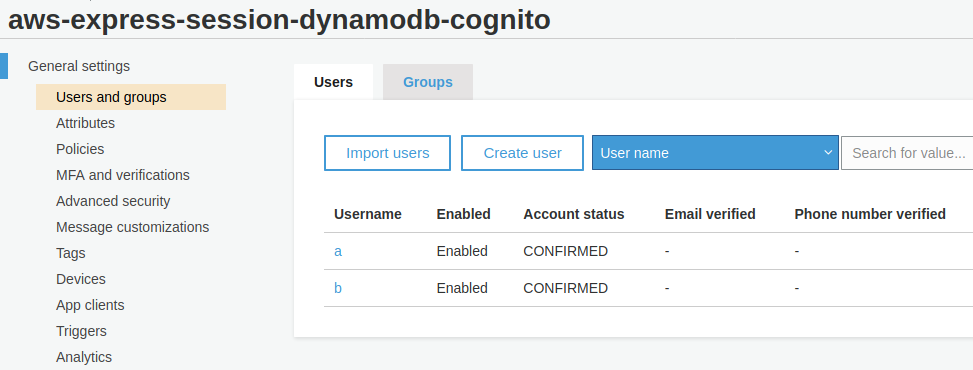 aws-express-session-dynamodb-cognito
General settings
Users and groups
Attributes
Policies
MFA and verifications
Advanced security
Message customizations
Tags
Devices
App clients
Triggers
Analytics
Users Groups
Import users Create user User name Search for value...
Username Enabled Account status Email verified Phone number verified
a Enabled CONFIRMED - -
b Enabled CONFIRMED - -